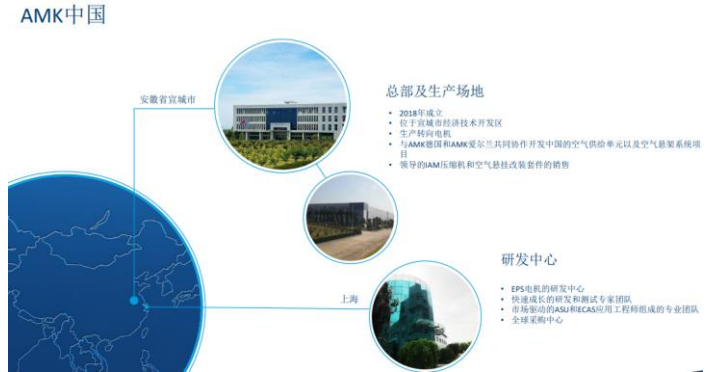 AMK中国
安徽省宣城市
总部及生产场地
• 2018年成立
• 位于宣城市经济技术开发区
• 生产转向电机
• 与AMK德国和AMK爱尔兰共同协作开发中国的空气供给单元以及空气悬架系统项
目
• 领导的IAM压缩机和空气悬挂改装套件的销售
上海
研发中心
• EPS电机的研发中心
• 快速成长的研发和测试专家团队
• 市场驱动的ASU和ECAS应用工程师组成的专业团队
• 全球采购中心